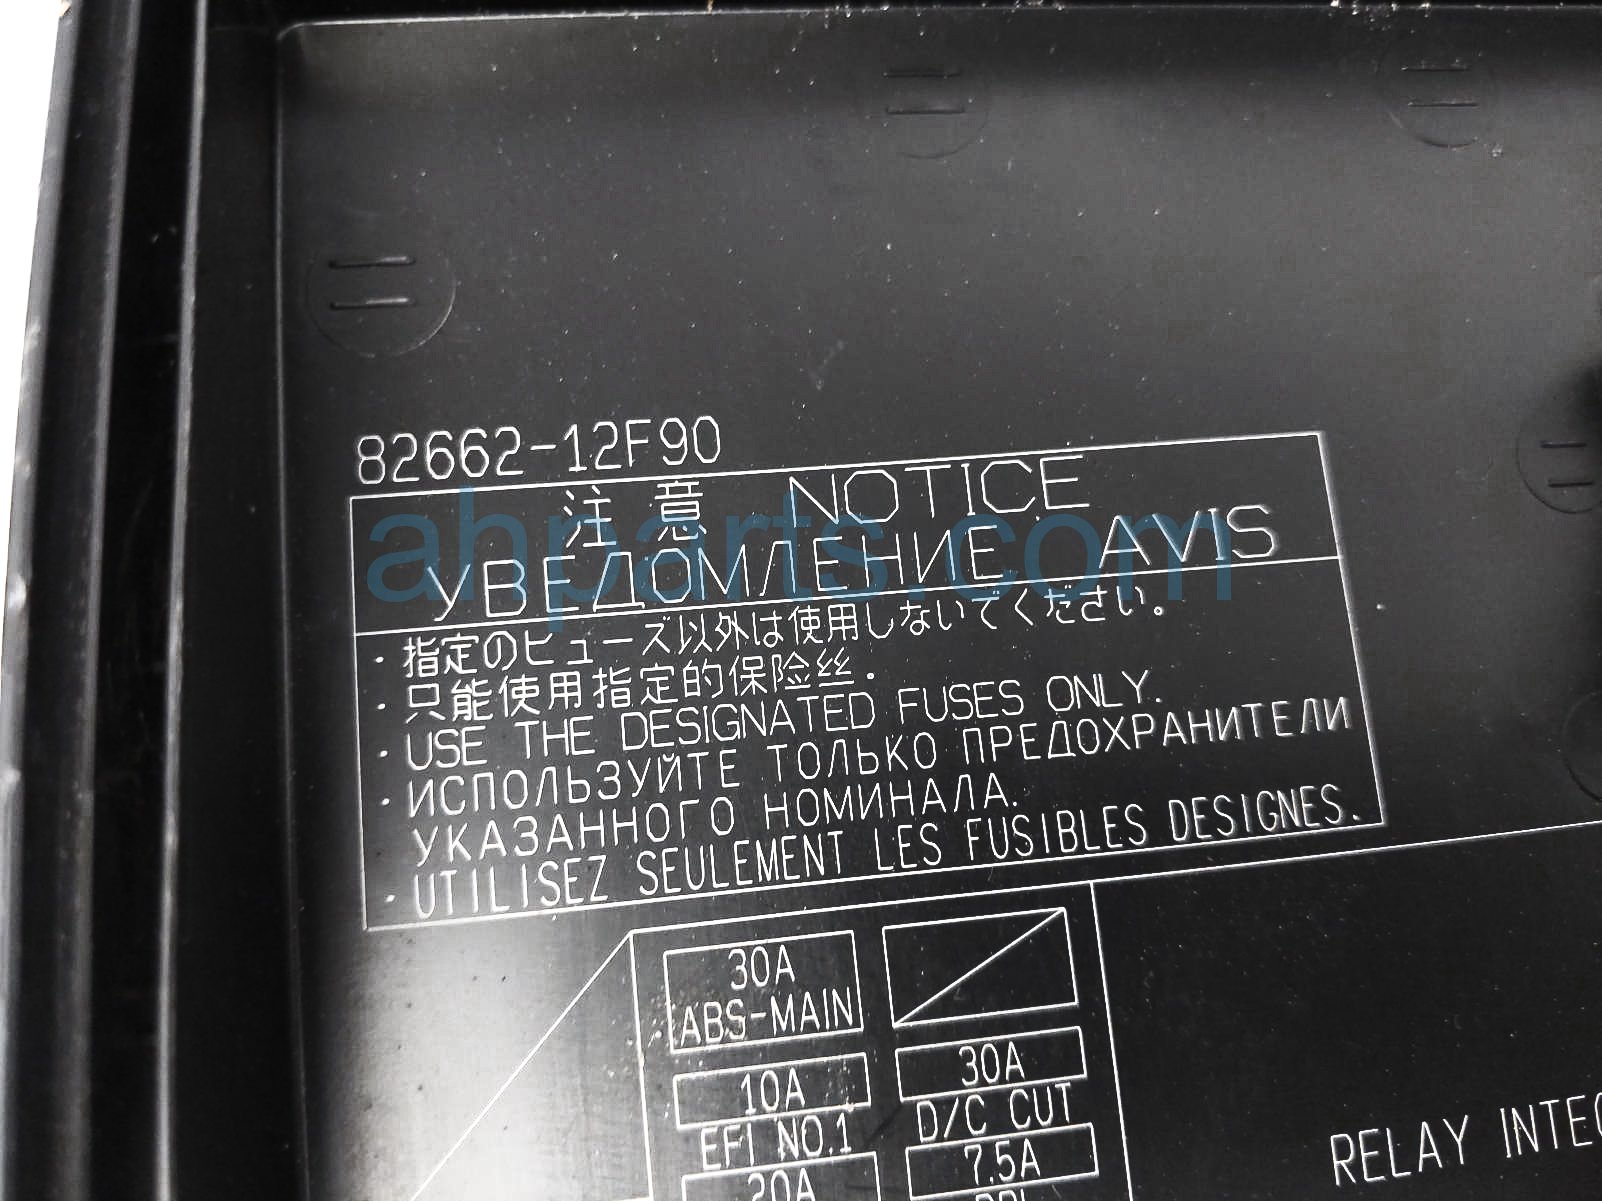 82662-12F90
注意 NOTICE
УВЕДОМЛЕНИЕ AVIS
・指定のヒューズ以外は使用しないでください。
・只能使用指定的保险丝.
・USE THE DESIGNATED FUSES ONLY.
・ИСПОЛЬЗУЙТЕ ТОЛЬКО ПРЕДОХРАНИТЕЛИ
УКАЗАННОГО НОМИНАЛА.
・UTILISEZ SEULEMENT LES FUSIBLES DESIGNES.
ahparts.com
30A
ABS-MAIN
10A
EFI NO.1
20A
30A
D/C CUT
7.5A
RELAY